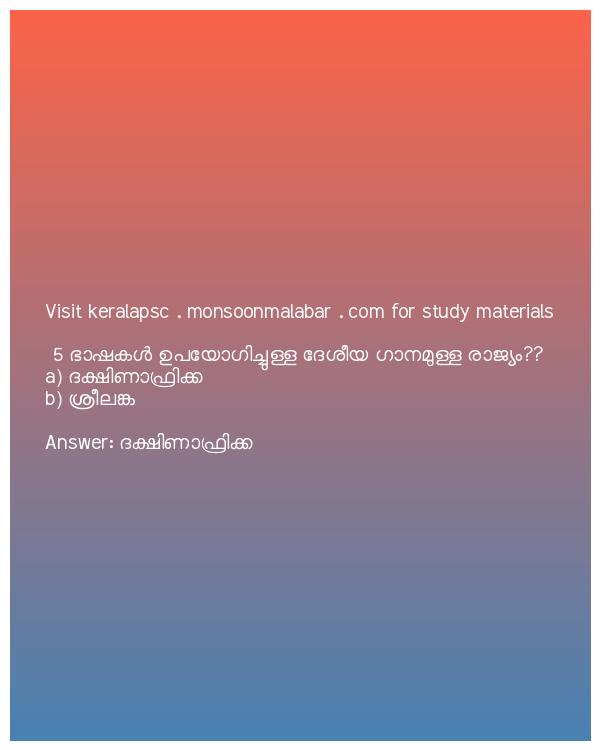 Visit keralapsc . monsoonmalabar . com for study materials
5 ഭാഷകൾ ഉപയോഗിച്ചുള്ള ദേശീയ ഗാനമുള്ള രാജ്യം??
a) ദക്ഷിണാഫ്രിക്ക
b) ശ്രീലങ്ക
Answer: ദക്ഷിണാഫ്രിക്ക